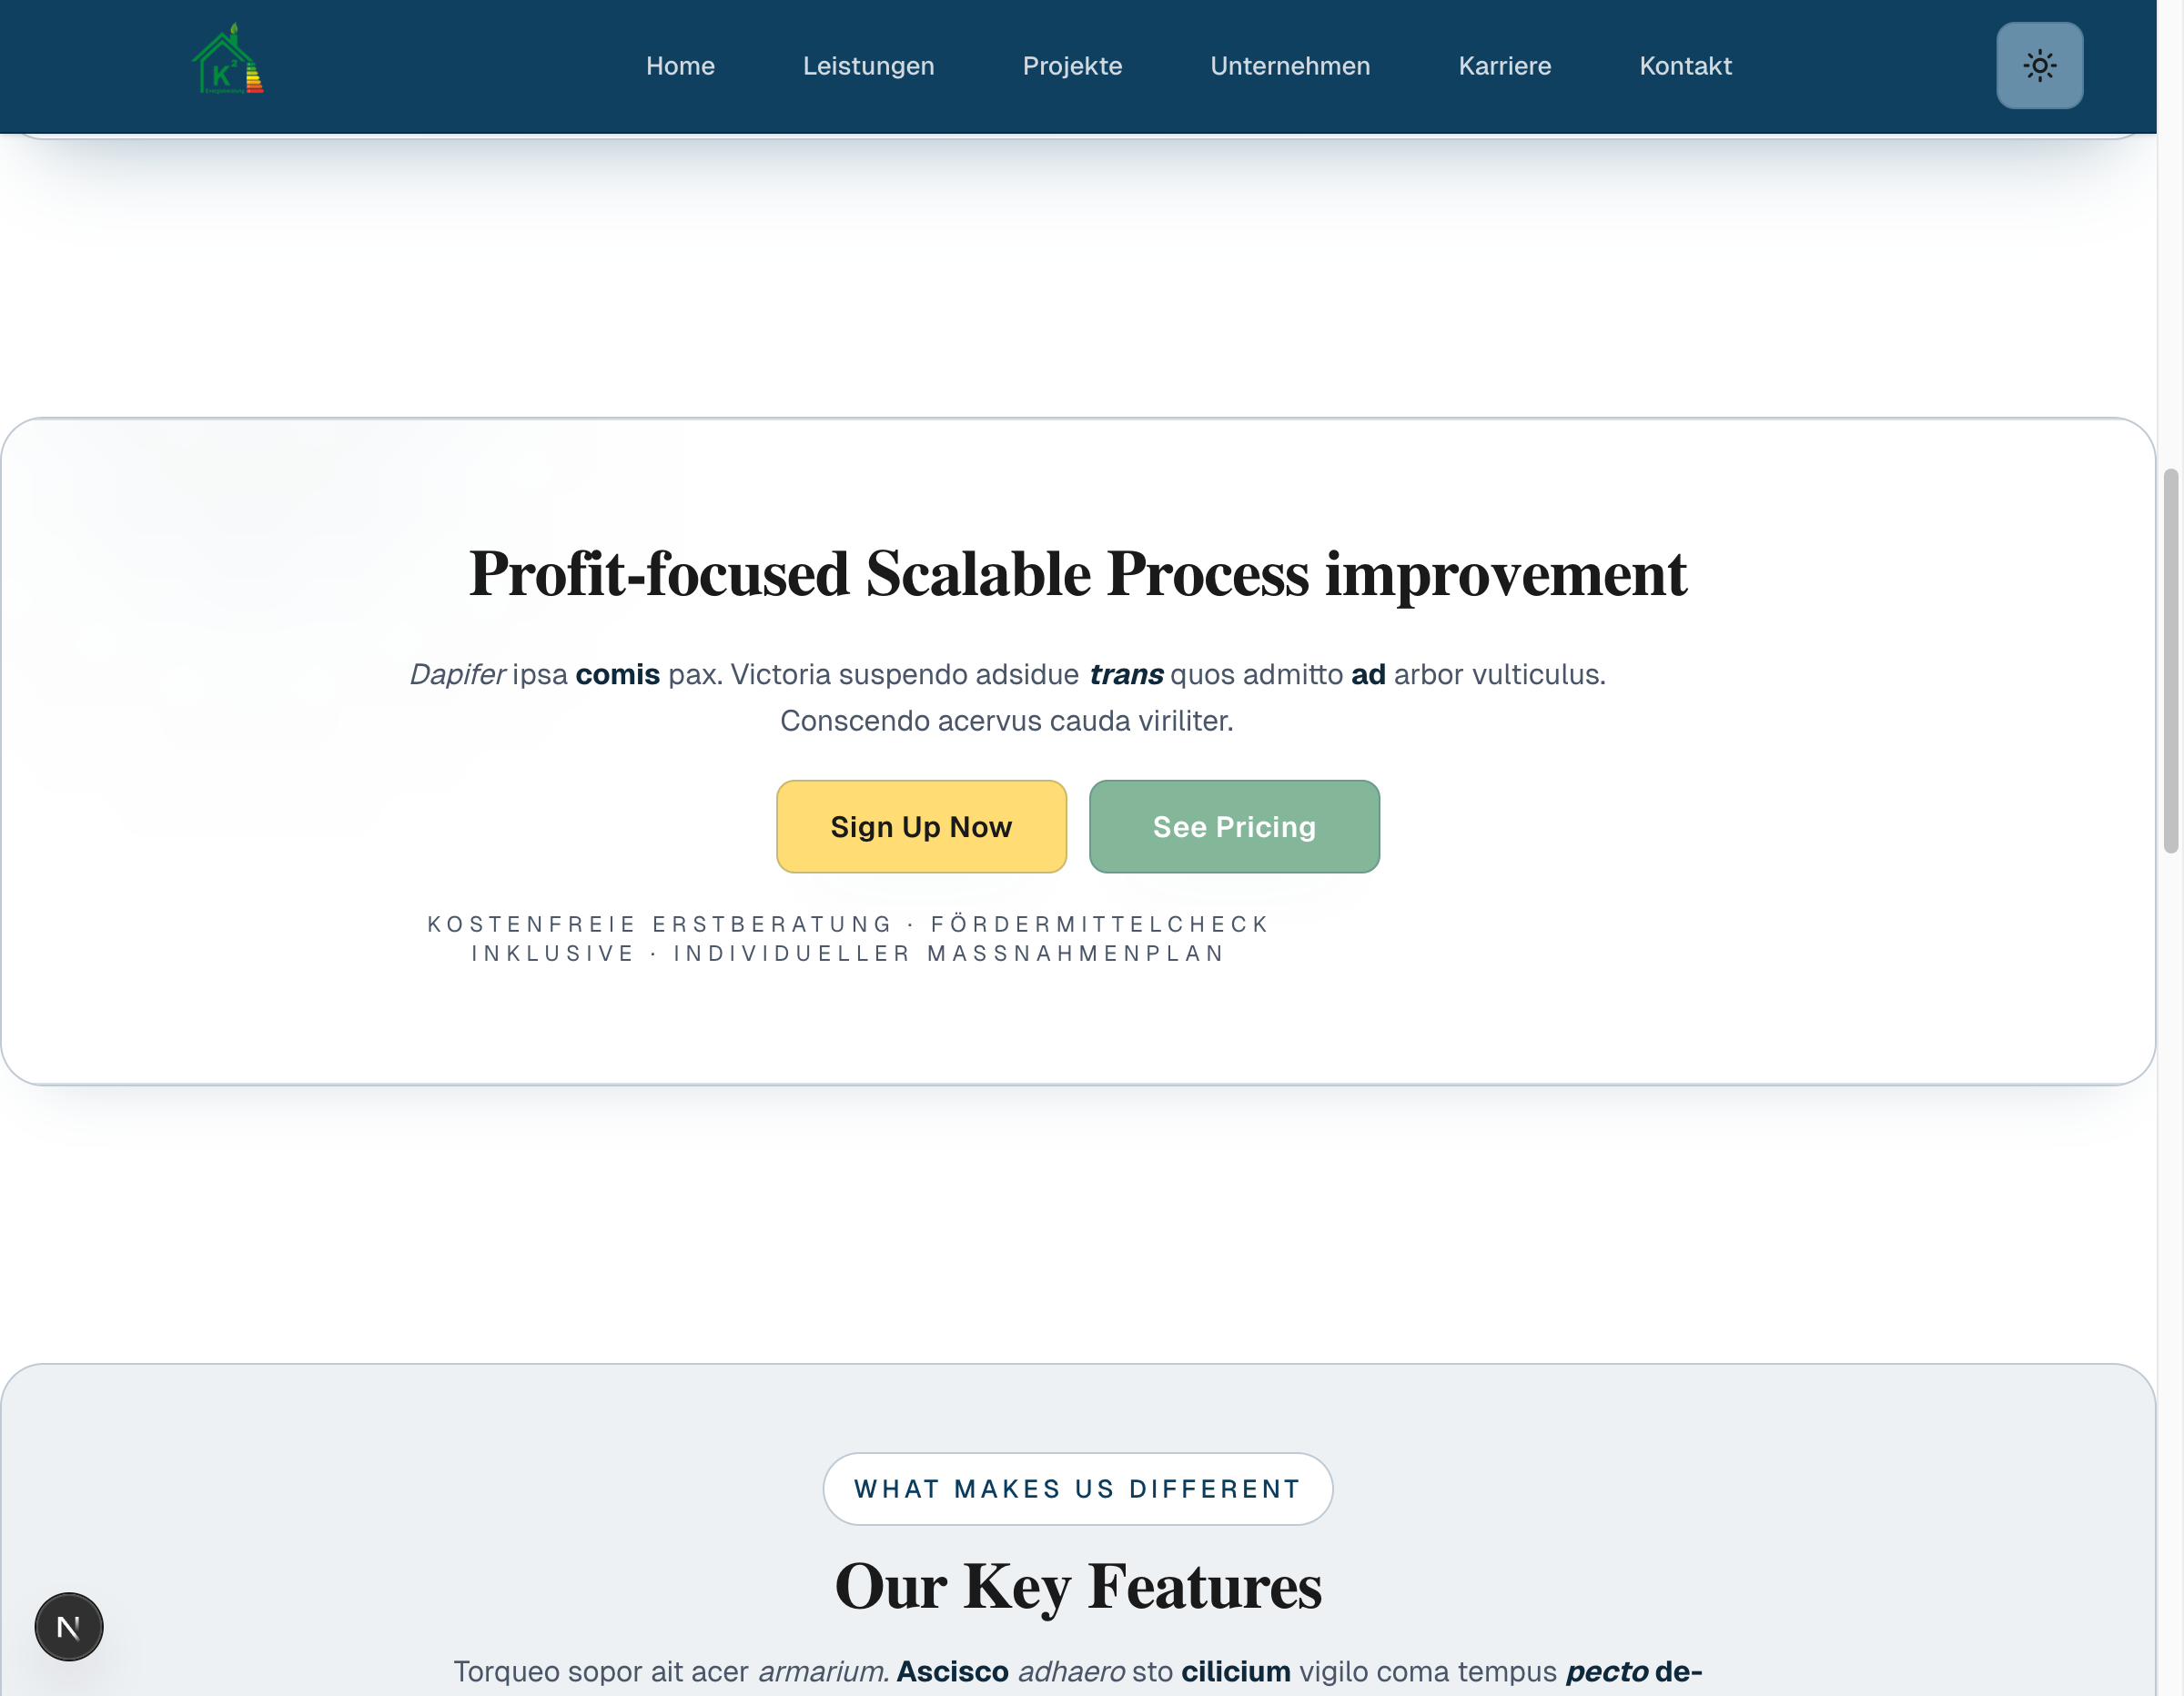 K²
Home Leistungen Projekte Unternehmen Karriere Kontakt
Profit-focused Scalable Process improvement
Dapifer ipsa comis pax. Victoria suspendo adsidue trans quos admitto ad arbor vulticulus.
Conscendo acervus cauda viriliter.
Sign Up Now
See Pricing
KOSTENFREIE ERSTBERATUNG · FÖRDERMITTELCHECK
INKLUSIVE · INDIVIDUELLER MASSNAHMENPLAN
WHAT MAKES US DIFFERENT
Our Key Features
N
Torqueo sopor ait acer armarium. Ascisco adhaero sto cilicium vigilo coma tempus pecto de-